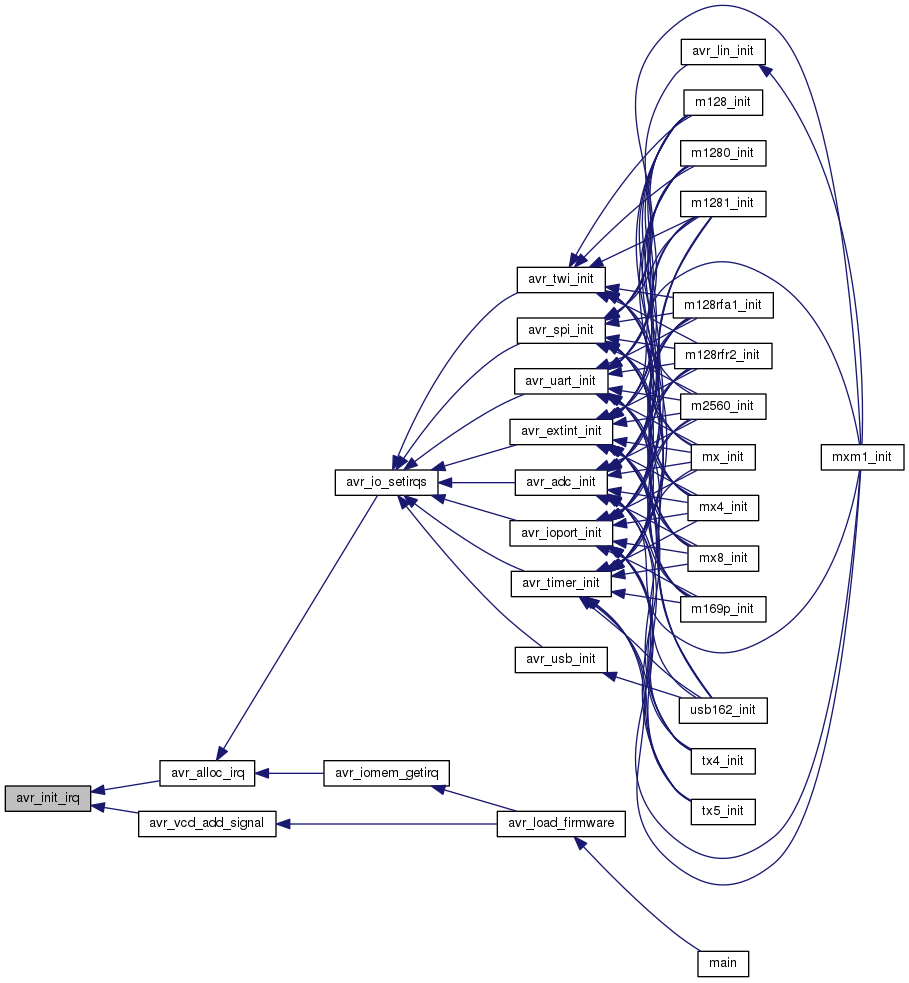 avr_init_irq
avr_alloc_irq
avr_vcd_add_signal
avr_io_setirqs
avr_iomem_getirq
avr_twi_init
avr_spi_init
avr_uart_init
avr_extint_init
avr_adc_init
avr_ioport_init
avr_timer_init
avr_usb_init
avr_load_firmware
avr_lin_init
m128_init
m1280_init
m1281_init
m128rfa1_init
m128rfr2_init
m2560_init
mx_init
mx4_init
mx8_init
m169p_init
usb162_init
tx4_init
tx5_init
main
mxm1_init